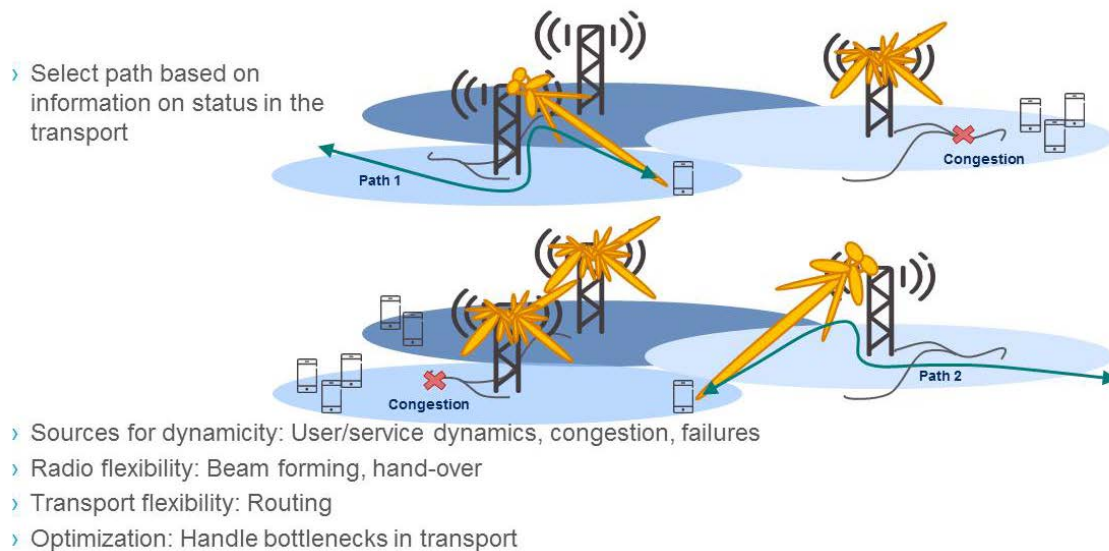 › Select path based on
information on status in the
transport
Congestion
Path 1
Path 2
Congestion
› Sources for dynamicity: User/service dynamics, congestion, failures
› Radio flexibility: Beam forming, hand-over
› Transport flexibility: Routing
› Optimization: Handle bottlenecks in transport